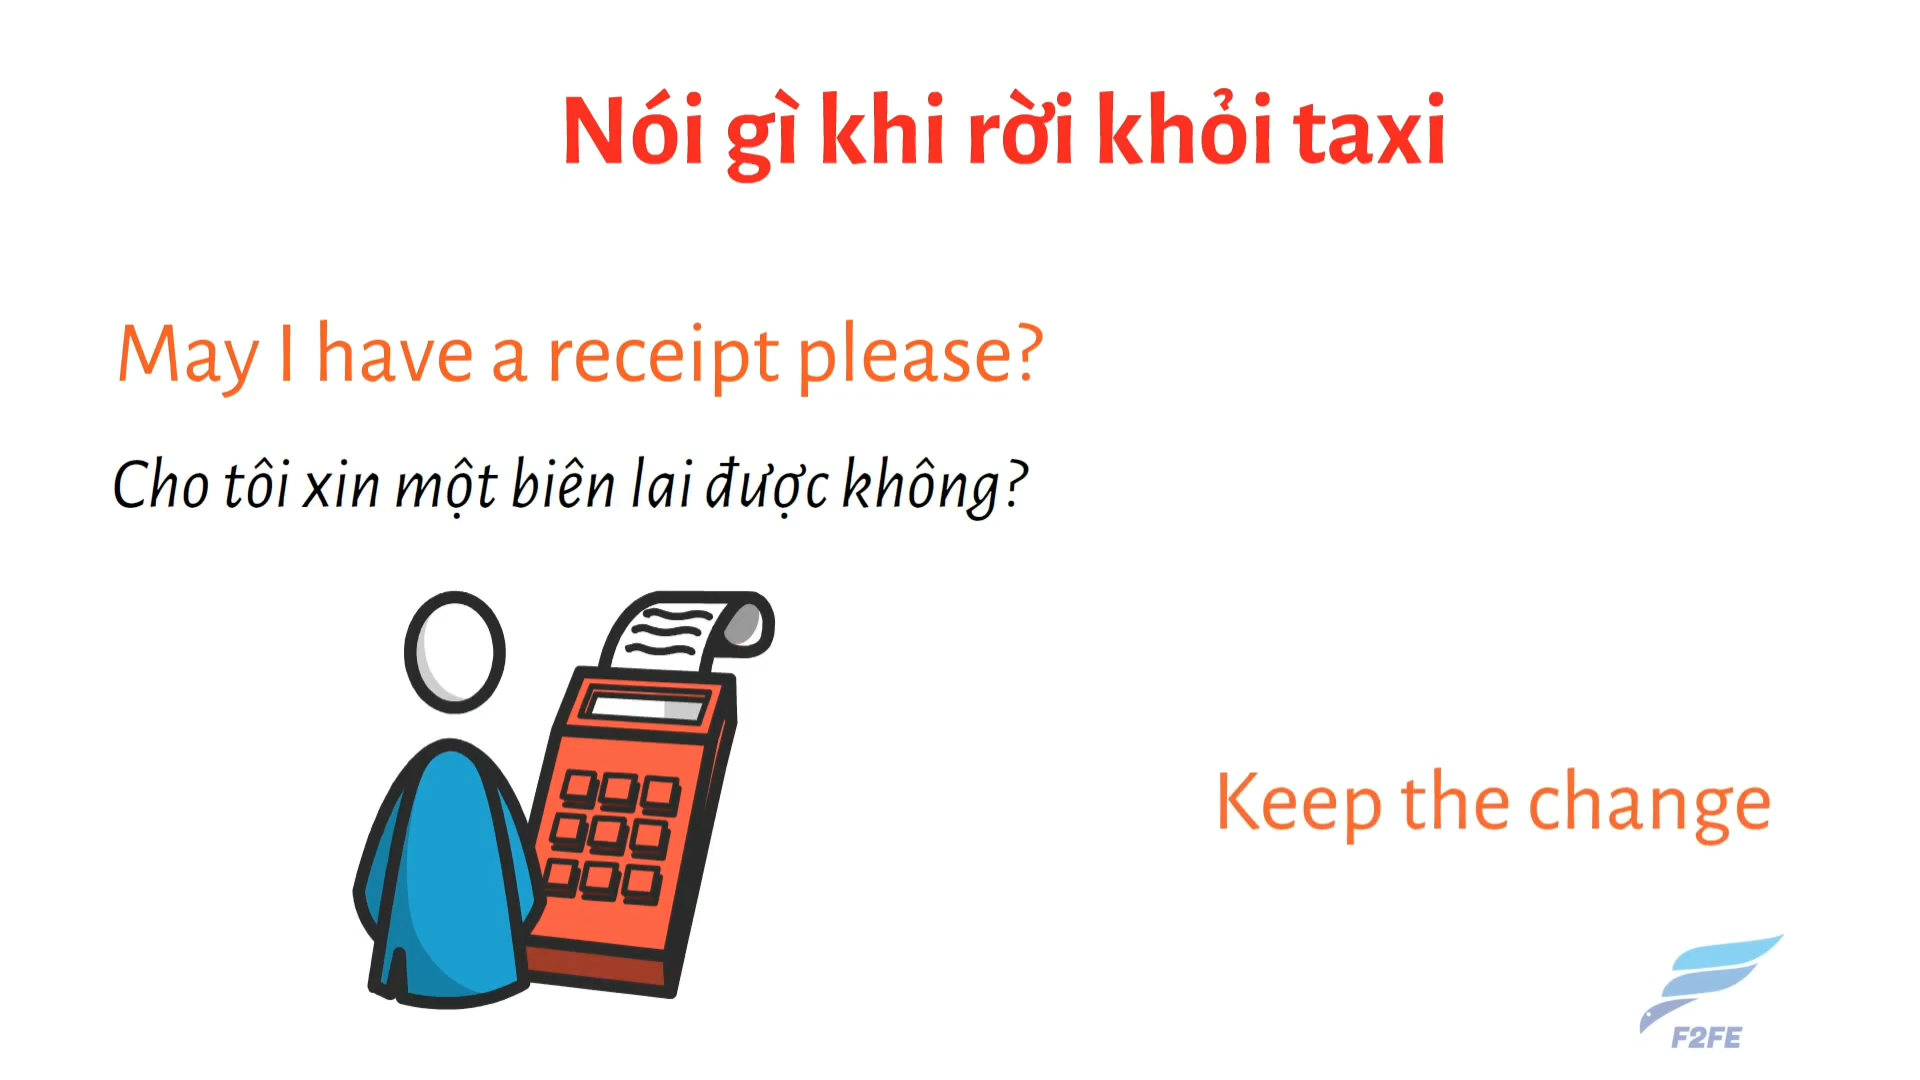 Nói gì khi rời khỏi taxi
May I have a receipt please?
Cho tôi xin một biên lai được không?
Keep the change
F2FE